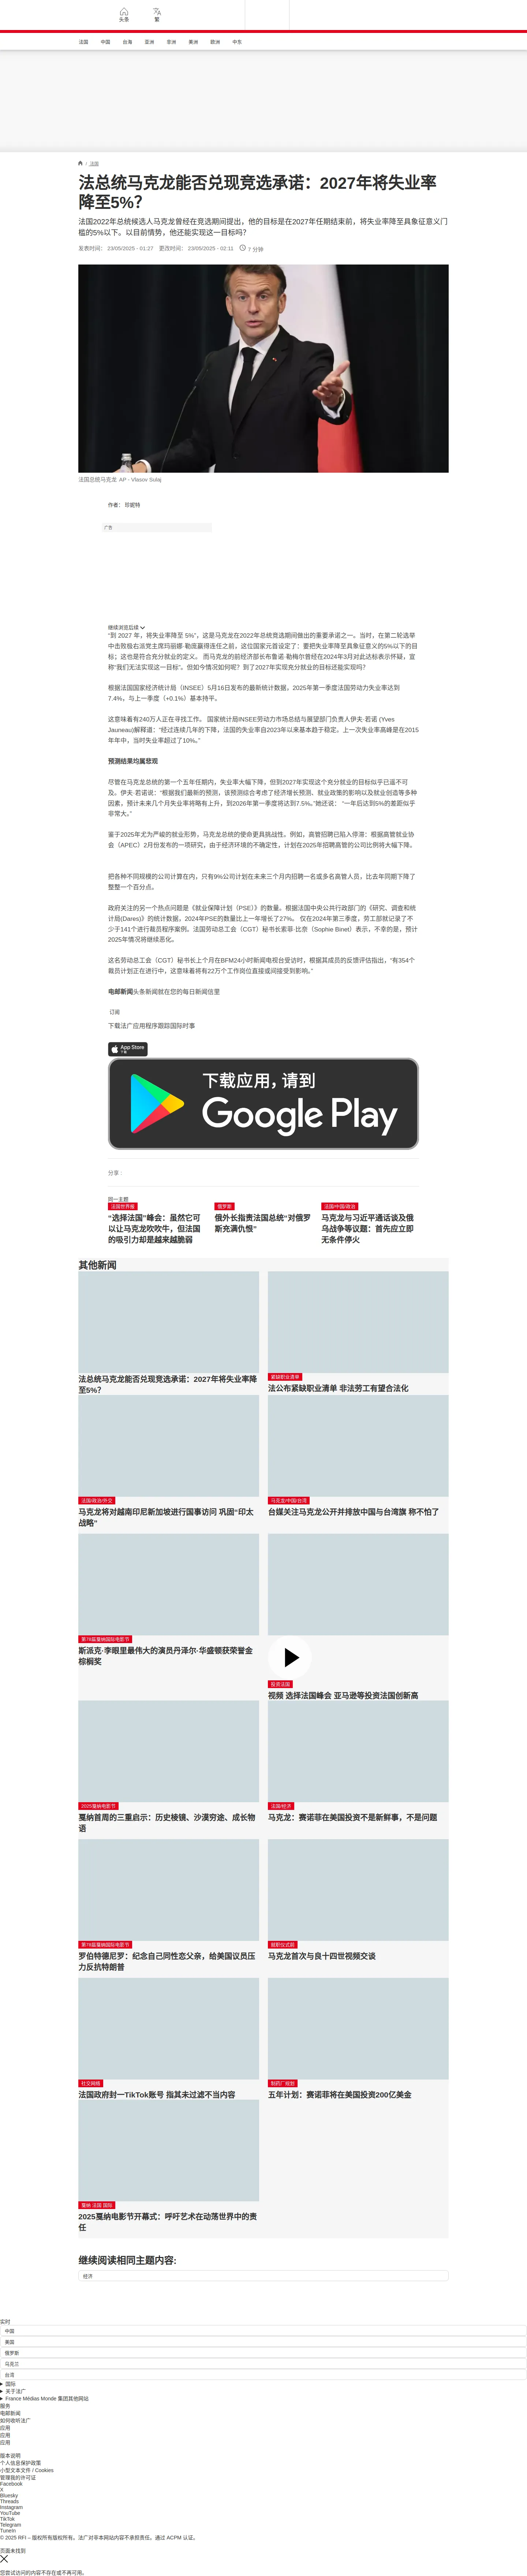 头条
繁
法国
中国
台海
亚洲
非洲
美洲
欧洲
中东
/ 法国
法总统马克龙能否兑现竞选承诺：2027年将失业率
降至5%？
法国2022年总统候选人马克龙曾经在竞选期间提出，他的目标是在2027年任期结束前，将失业率降至具象征意义门
槛的5%以下。以目前情势，他还能实现这一目标吗？
发表时间： 23/05/2025 - 01:27 更改时间： 23/05/2025 - 02:11 7 分钟
法国总统马克龙 AP - Vlasov Sulaj
作者： 印妮特
广告
继续浏览后续
“到 2027 年，将失业率降至 5%”，这是马克龙在2022年总统竞选期间做出的重要承诺之一。当时，在第二轮选举
中击败极右派党主席玛丽娜·勒庞赢得连任之前，这位国家元首设定了：要把失业率降至具象征意义的5%以下的目
标；这也是符合充分就业的定义。 而马克龙的前经济部长布鲁诺·勒梅尔曾经在2024年3月对此达标表示怀疑，宣
称“我们无法实现这一目标”。但如今情况如何呢？到了2027年实现充分就业的目标还能实现吗？
根据法国国家经济统计局（INSEE）5月16日发布的最新统计数据，2025年第一季度法国劳动力失业率达到
7.4%，与上一季度（+0.1%）基本持平。
这意味着有240万人正在寻找工作。 国家统计局INSEE劳动力市场总结与展望部门负责人伊夫·若诺 (Yves
Jauneau)解释道：“经过连续几年的下降，法国的失业率自2023年以来基本趋于稳定。上一次失业率高峰是在2015
年年中，当时失业率超过了10%。”
预测结果均属悲观
尽管在马克龙总统的第一个五年任期内，失业率大幅下降，但到2027年实现这个充分就业的目标似乎已遥不可
及。伊夫·若诺说：“根据我们最新的预测，该预测综合考虑了经济增长预测、就业政策的影响以及就业创造等多种
因素，预计未来几个月失业率将略有上升，到2026年第一季度将达到7.5%。”她还说： “一年后达到5%的差距似乎
非常大。”
鉴于2025年尤为严峻的就业形势，马克龙总统的使命更具挑战性。例如，高管招聘已陷入停滞：根据高管就业协
会（APEC）2月份发布的一项研究，由于经济环境的不确定性，计划在2025年招聘高管的公司比例将大幅下降。
把各种不同规模的公司计算在内，只有9%公司计划在未来三个月内招聘一名或多名高管人员，比去年同期下降了
整整一个百分点。
政府关注的另一个热点问题是《就业保障计划（PSE）》的数量。根据法国中央公共行政部门的《研究、调查和统
计局(Dares)》的统计数据，2024年PSE的数量比上一年增长了27%。 仅在2024年第三季度，劳工部就记录了不
少于141个进行裁员程序案例。法国劳动总工会（CGT）秘书长索菲·比奈（Sophie Binet）表示，不幸的是，预计
2025年情况将继续恶化。
这名劳动总工会（CGT）秘书长上个月在BFM24小时新闻电视台受访时，根据其成员的反馈评估指出，“有354个
裁员计划正在进行中，这意味着将有22万个工作岗位直接或间接受到影响。”
电邮新闻头条新闻就在您的每日新闻信里
订阅
下载法广应用程序跟踪国际时事
App Store
下载应用，请到
Google Play
分享 :
同一主题
法国世界报
“选择法国”峰会：虽然它可
以让马克龙吹吹牛，但法国
的吸引力却是越来越脆弱
俄罗斯
俄外长指责法国总统“对俄罗
斯充满仇恨”
法国/中国/政治
马克龙与习近平通话谈及俄
乌战争等议题：首先应立即
无条件停火
其他新闻
法总统马克龙能否兑现竞选承诺：2027年将失业率降
至5%？
紧缺职业清单
法公布紧缺职业清单 非法劳工有望合法化
法国/政治/外交
马克龙将对越南印尼新加坡进行国事访问 巩固“印太
战略”
马克龙/中国/台湾
台媒关注马克龙公开并排放中国与台湾旗 称不怕了
第78届戛纳国际电影节
斯派克·李眼里最伟大的演员丹泽尔·华盛顿获荣誉金
棕榈奖
投资法国
视频 选择法国峰会 亚马逊等投资法国创新高
2025戛纳电影节
戛纳首周的三重启示：历史棱镜、沙漠穷途、成长物
语
法国/经济
马克龙：赛诺菲在美国投资不是新鲜事，不是问题
第78届戛纳国际电影节
罗伯特德尼罗：纪念自己同性恋父亲，给美国议员压
力反抗特朗普
就职仪式前
马克龙首次与良十四世视频交谈
社交网络
法国政府封一TikTok账号 指其未过滤不当内容
制药厂规划
五年计划：赛诺菲将在美国投资200亿美金
戛纳 法国 国际
2025戛纳电影节开幕式：呼吁艺术在动荡世界中的责
任
继续阅读相同主题内容:
经济
实时
中国
美国
俄罗斯
乌克兰
台湾
国际
关于法广
France Médias Monde 集团其他网站
服务
电邮新闻
如何收听法广
应用
应用
应用
版本说明
个人信息保护政策
小型文本文件 / Cookies
管理我的许可证
Facebook
X
Bluesky
Threads
Instagram
YouTube
TikTok
Telegram
TuneIn
© 2025 RFI – 版权所有版权所有。法广对非本网站内容不承担责任。通过 ACPM 认证。
页面未找到
您尝试访问的内容不存在或不再可用。